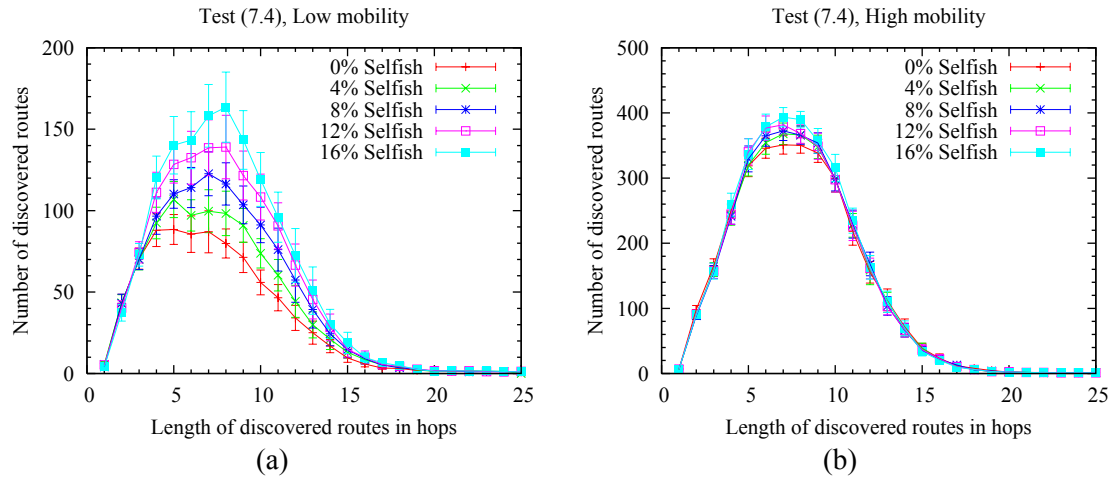 Test (7.4), Low mobility
200
150
100
50
0
0 5 10 15 20 25
Number of discovered routes
Length of discovered routes in hops
0% Selfish
4% Selfish
8% Selfish
12% Selfish
16% Selfish
(a)
Test (7.4), High mobility
500
400
300
200
100
0
0 5 10 15 20 25
Number of discovered routes
Length of discovered routes in hops
0% Selfish
4% Selfish
8% Selfish
12% Selfish
16% Selfish
(b)